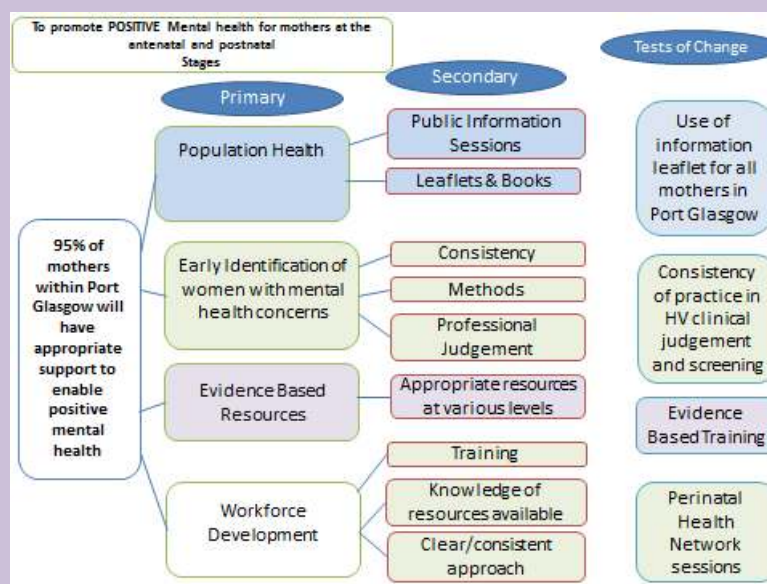 To promote POSITIVE Mental health for mothers at the
antenatal and postnatal
Stages
Tests of Change
Primary
Secondary
Population Health
Public Information
Sessions
Leaflets & Books
Use of
information
leaflet for all
mothers in
Port Glasgow
95% of
mothers
within Port
Glasgow will
have
appropriate
support to
enable
positive
mental
health
Early Identification of
women with mental
health concerns
Consistency
Methods
Professional
Judgement
Consistency
of practice in
HV clinical
judgement
and screening
Evidence Based
Resources
Appropriate resources
at various levels
Evidence
Based Training
Workforce
Development
Training
Knowledge of
resources available
Clear/consistent
approach
Perinatal
Health
Network
sessions